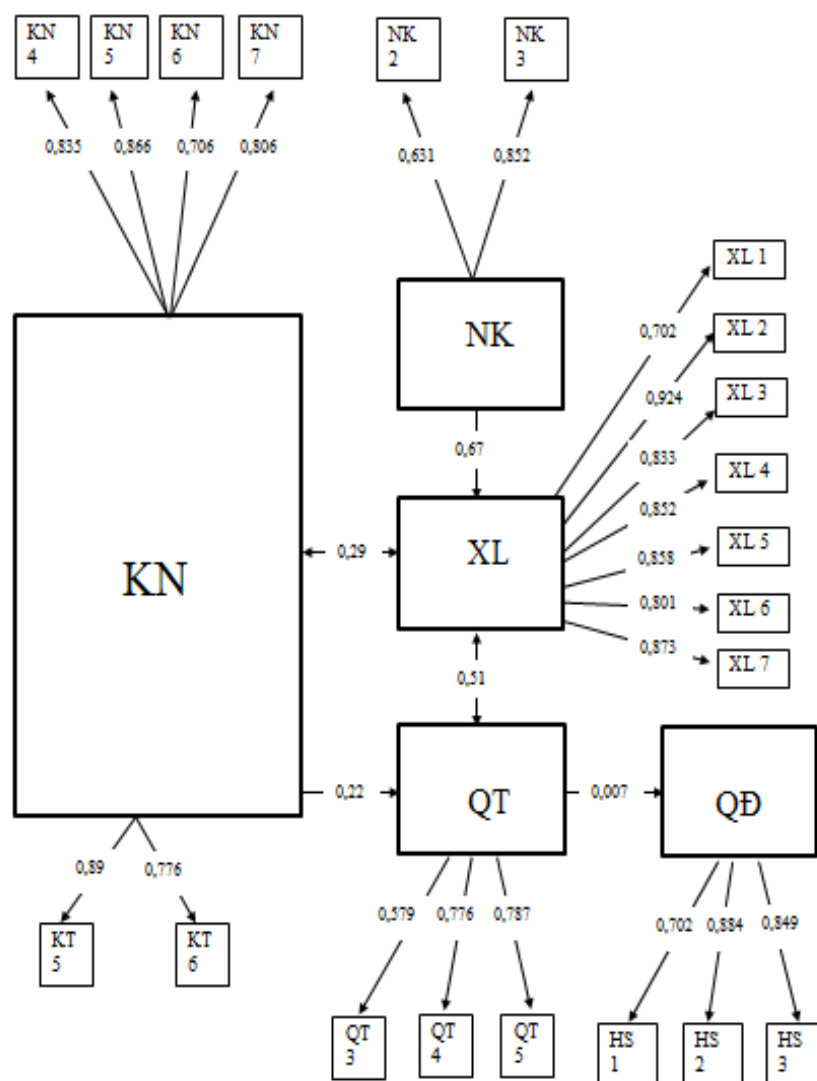 KN
4
KN
5
KN
6
KN
7
NK
2
NK
3
0,835
0,866
0,706
0,806
0,631
0,852
XL 1
XL 2
XL 3
XL 4
XL 5
XL 6
XL 7
NK
0,702
0,924
0,833
0,852
0,858
0,801
0,873
0,67
KN
0,29
XL
0,51
0,22
QT
0,007
QĐ
0,89
0,776
0,579
0,776
0,787
0,702
0,884
0,849
KT
5
KT
6
QT
3
QT
4
QT
5
HS
1
HS
2
HS
3